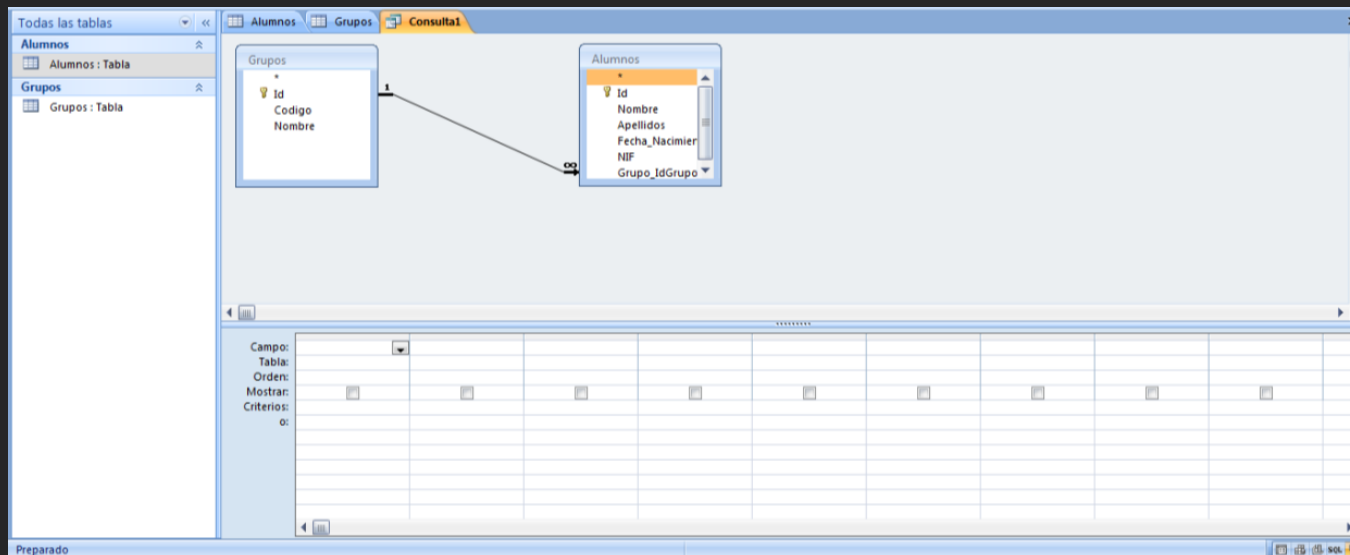 Todas las tablas
Alumnos
Alumnos : Tabla
Grupos
Grupos : Tabla
Alumnos Grupos Consulta1
Grupos
*
Id
Codigo
Nombre
1
∞
Alumnos
*
Id
Nombre
Apellidos
Fecha_Nacimier
NIF
Grupo_IdGrupo
Campo:
Tabla:
Orden:
Mostrar:
Criterios:
o:
Preparado
SQL